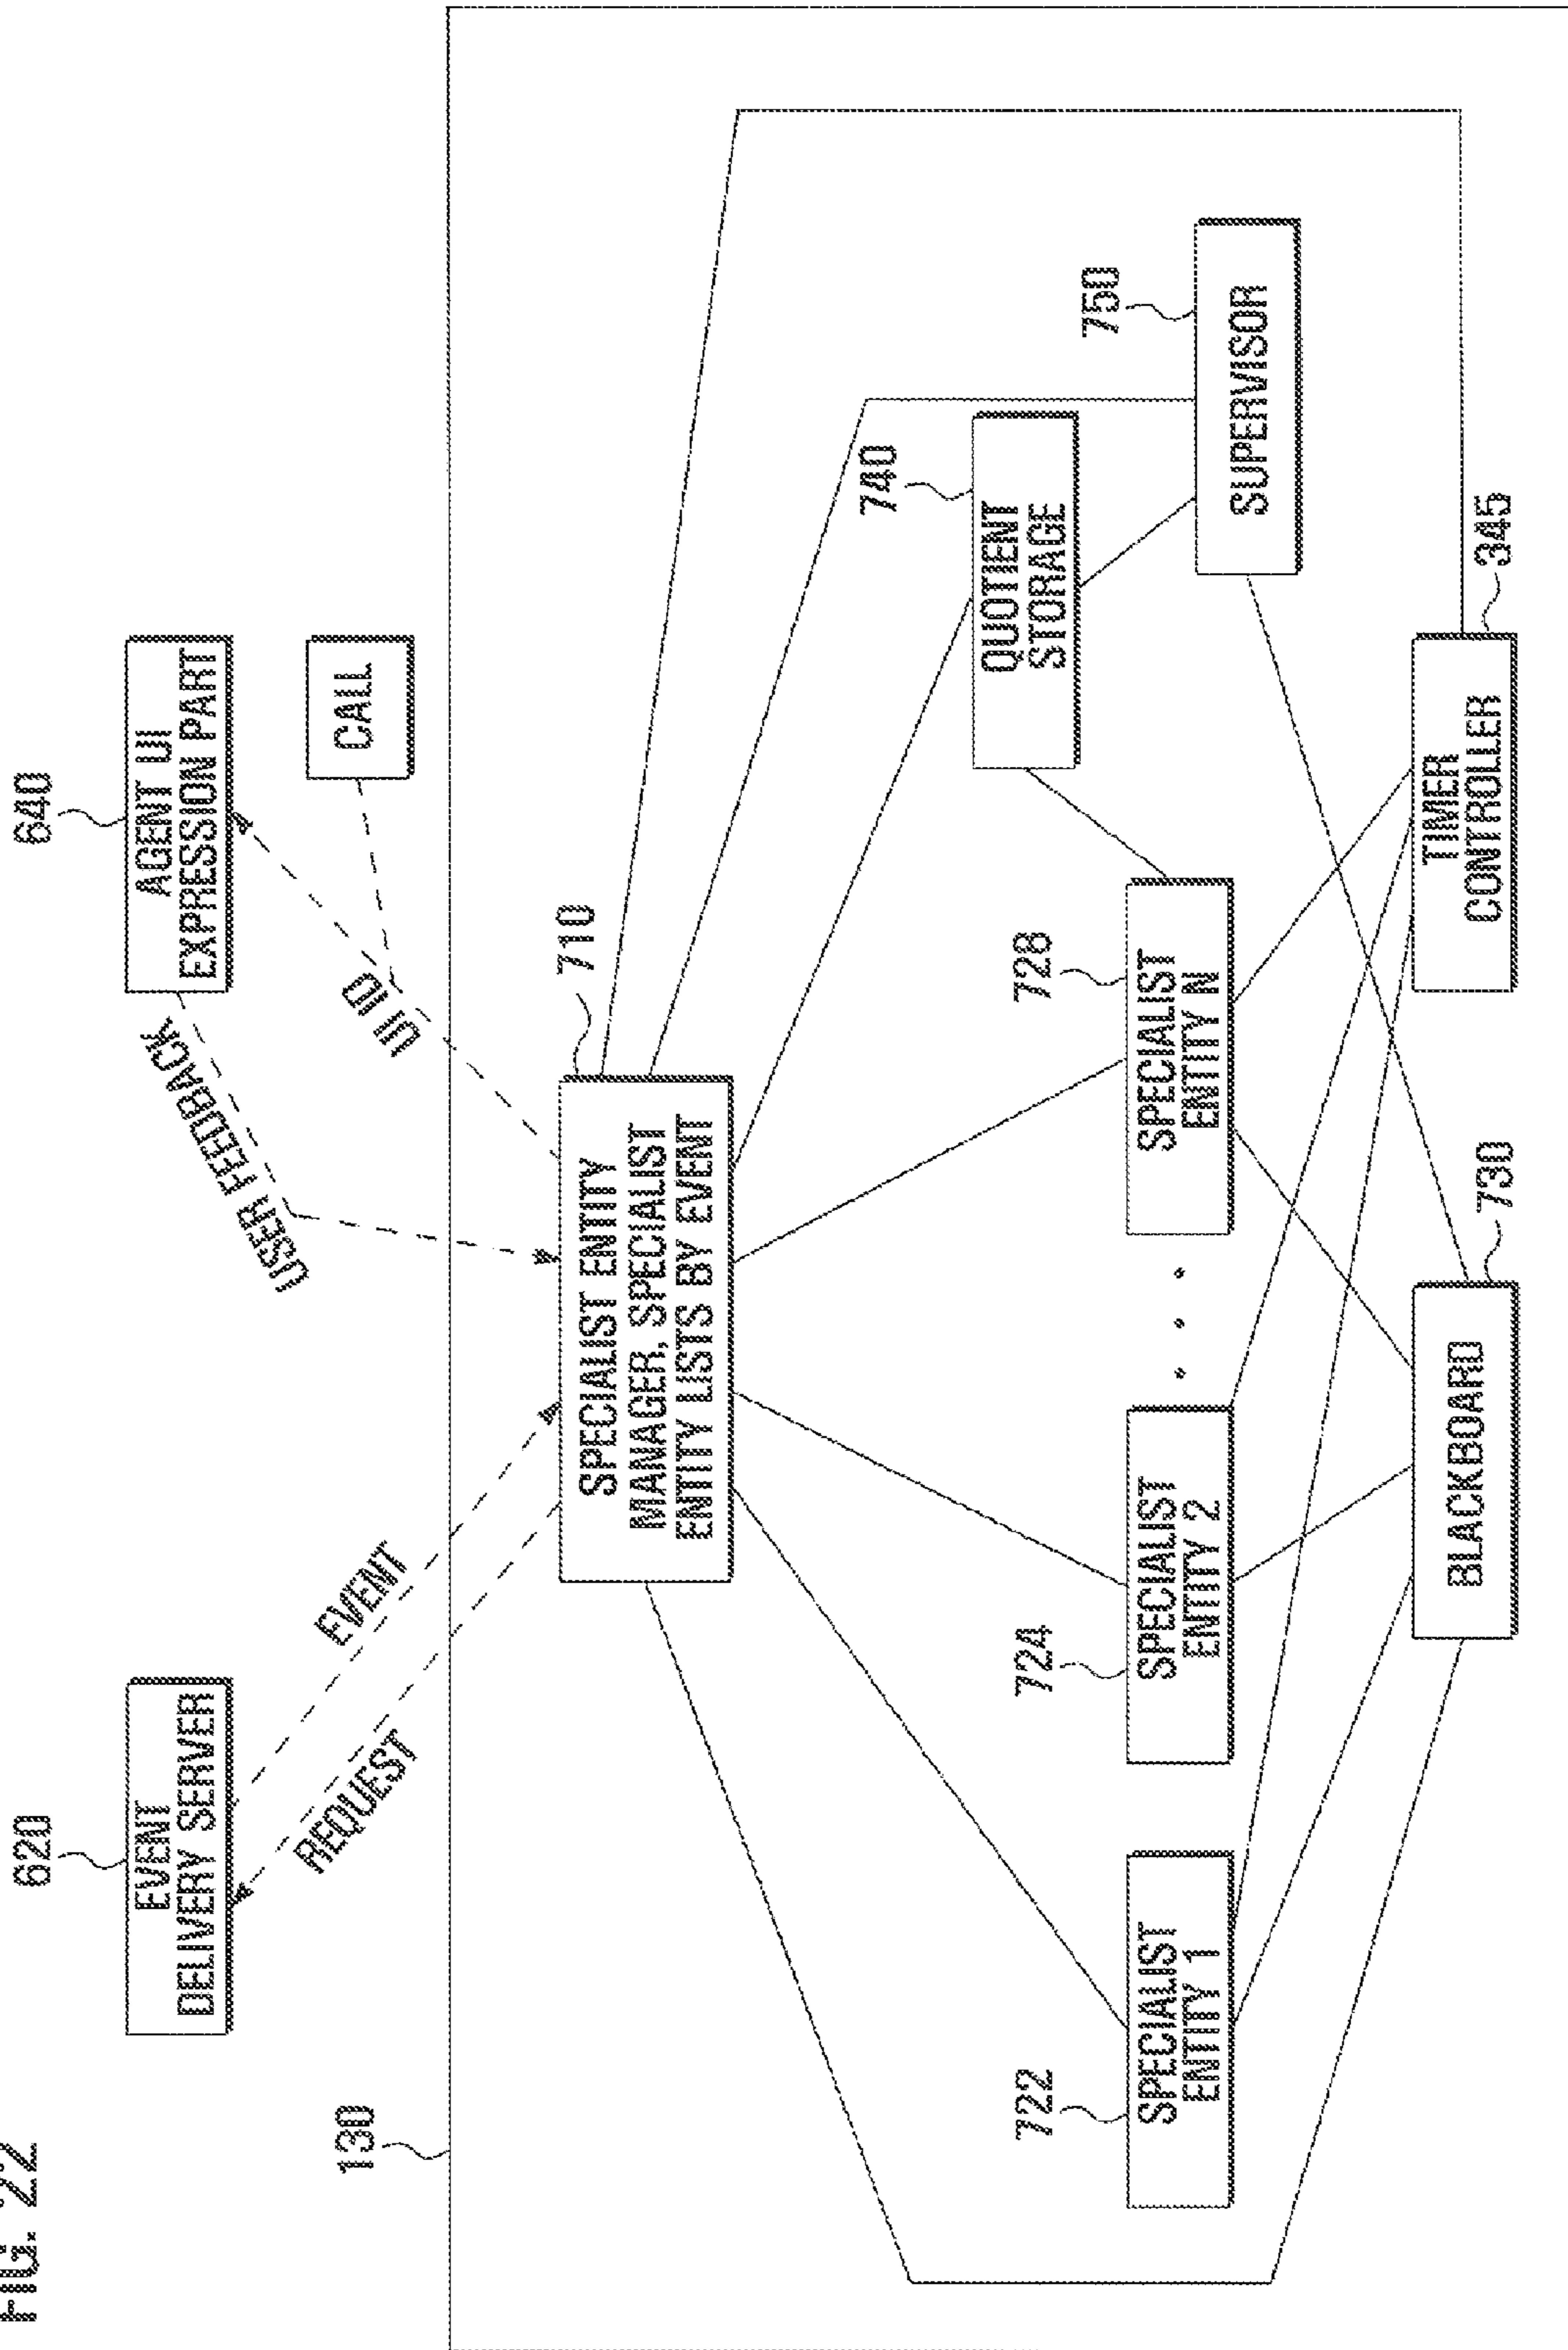 FIG. 22
620
EVENT
DELIVERY SERVER
640
AGENT UI
EXPRESSION PART
CALL
REQUEST
EVENT
USER FEEDBACK
UI ID
130
710
SPECIALIST ENTITY
MANAGER, SPECIALIST
ENTITY LISTS BY EVENT
740
QUOTIENT
STORAGE
750
SUPERVISOR
722
SPECIALIST
ENTITY 1
724
SPECIALIST
ENTITY 2
728
SPECIALIST
ENTITY N
730
BLACKBOARD
345
TIMER
CONTROLLER